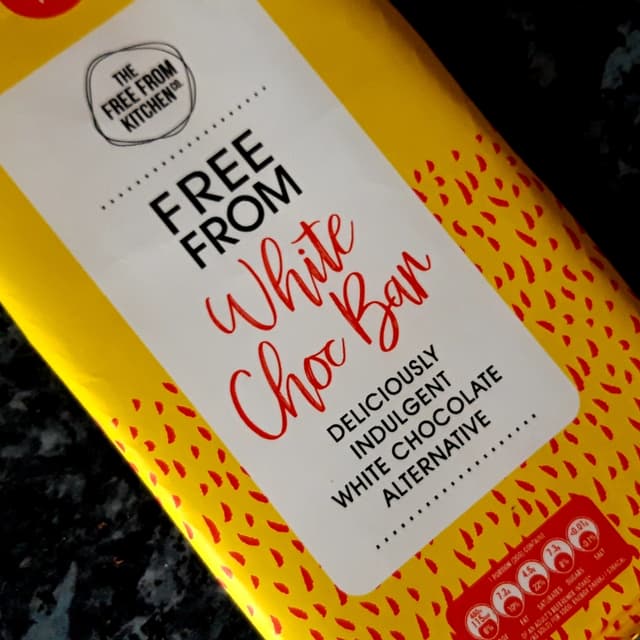 THE
FREE FROM
KITCHEN CO.
FREE
FROM
White
Choc Bar
DELICIOUSLY
INDULGENT
WHITE CHOCOLATE
ALTERNATIVE
FAT
SATURATES
SUGARS
SALT